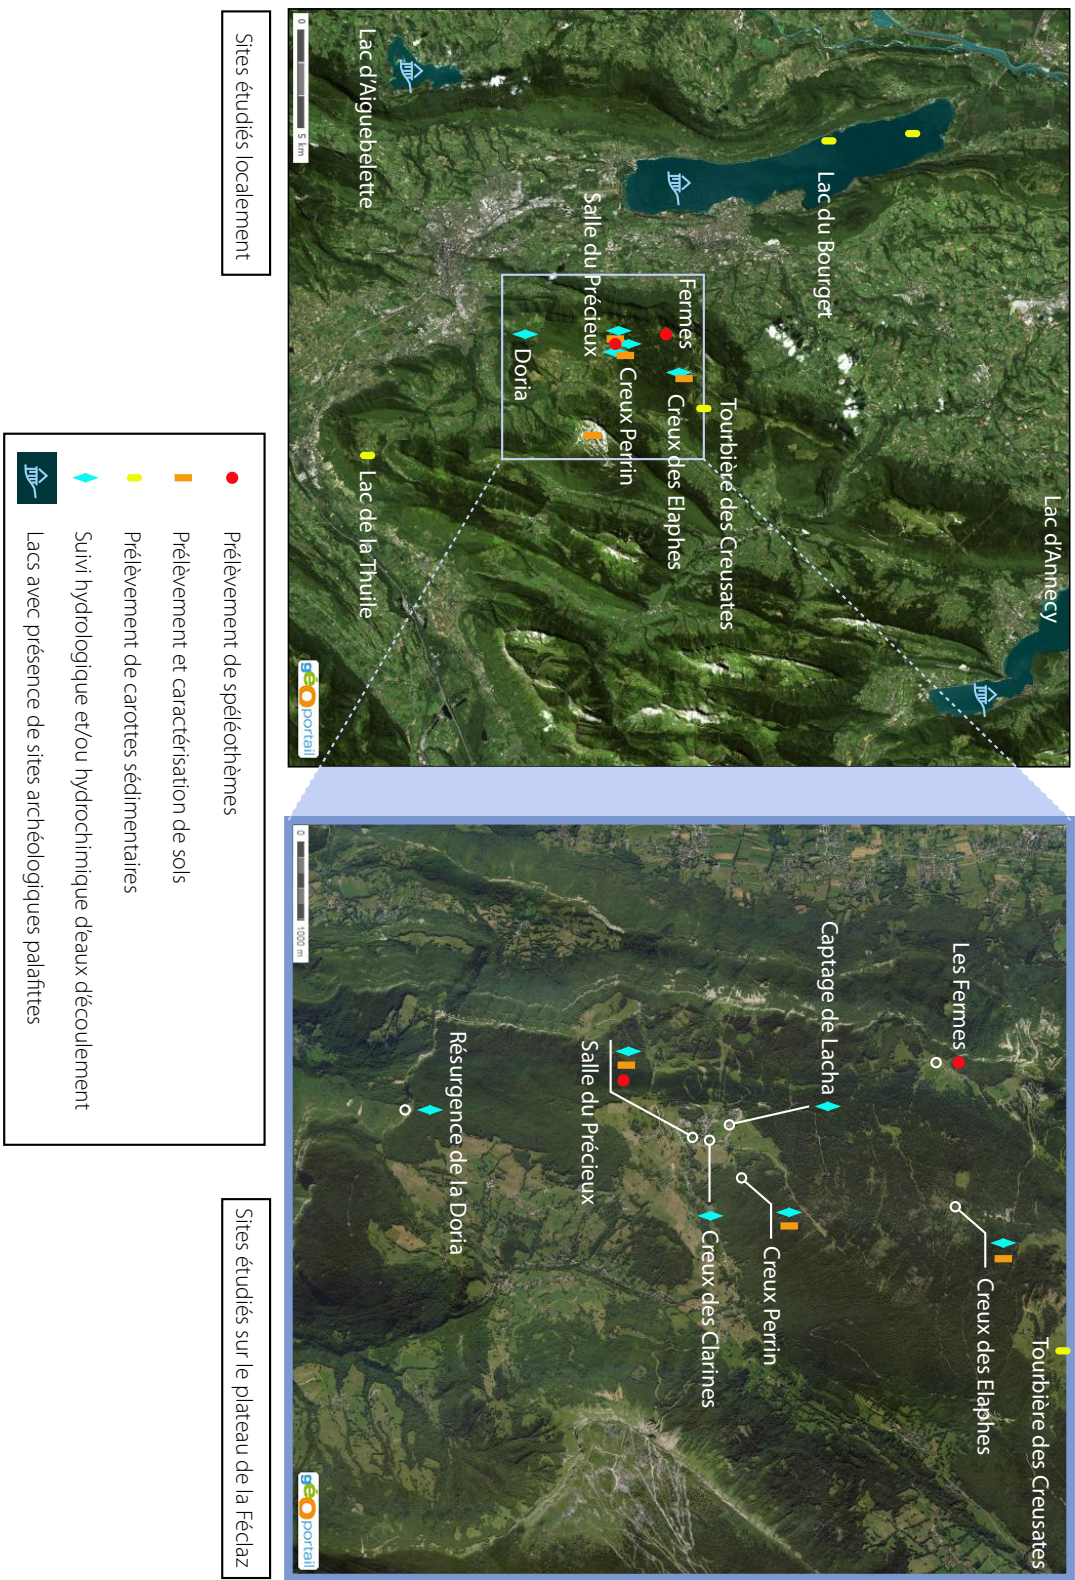 Lac d'Annecy
Lac du Bourget
Tourbière des Creusates
Fermes
Creux des Elaphes
Creux Perrin
Salle du Précieux
Doria
Lac d'Aiguebelette
Lac de la Thuile
0
5 km
géoportail
Sites étudiés localement
Tourbière des Creusates
Les Fermes
Creux des Elaphes
Captage de Lacha
Creux Perrin
Creux des Clarines
Salle du Précieux
Résurgence de la Doria
0
1000 m
géoportail
Sites étudiés sur le plateau de la Féclaz
Prélèvement de spéléothèmes
Prélèvement et caractérisation de sols
Prélèvement de carottes sédimentaires
Suivi hydrologique et/ou hydrochimique d'eaux d'écoulement
Lacs avec présence de sites archéologiques palafittes